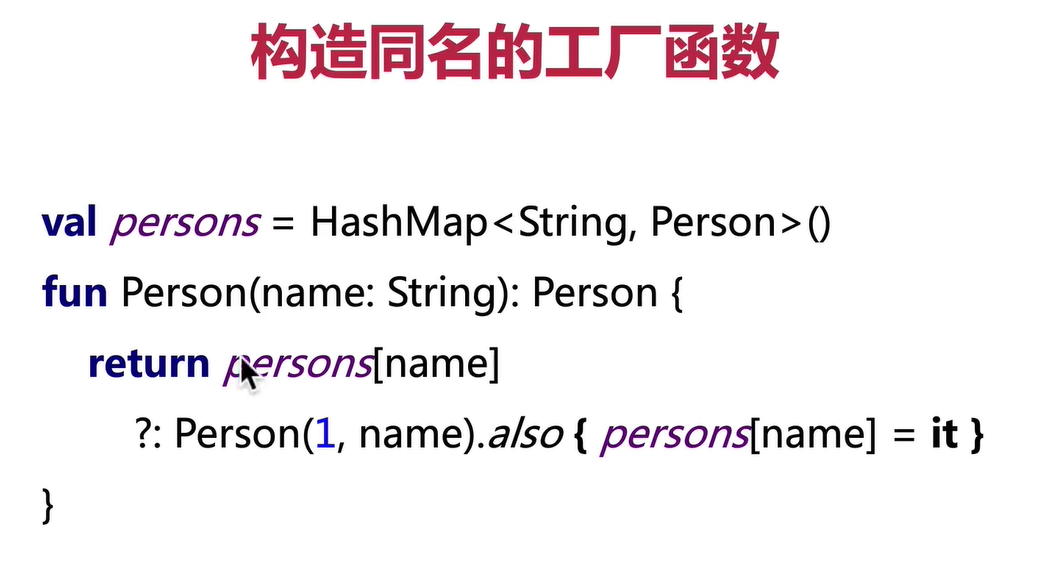 构造同名的工厂函数
val persons = HashMap<String, Person>()
fun Person(name: String): Person {
return persons[name]
?: Person(1, name).also { persons[name] = it }
}